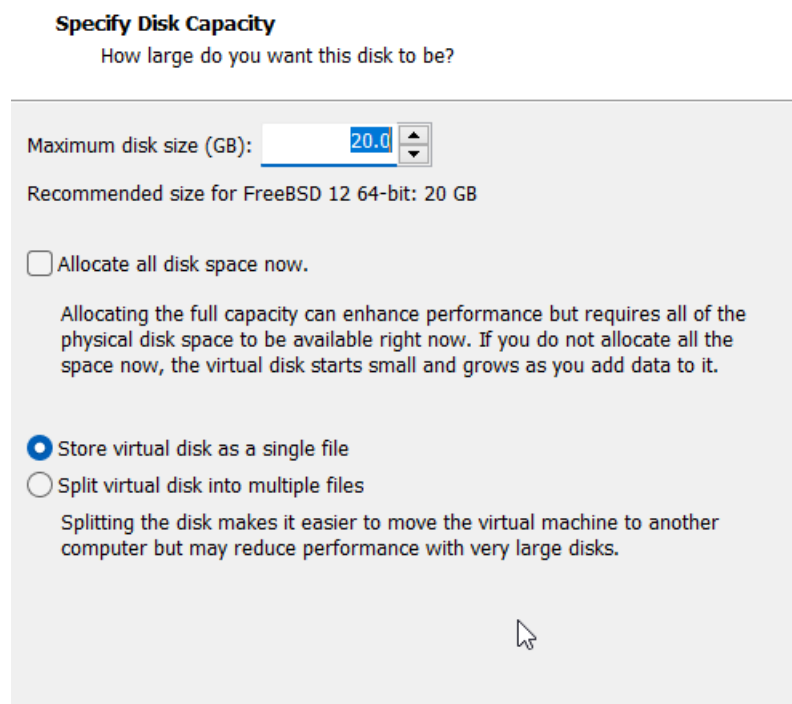 Specify Disk Capacity
How large do you want this disk to be?
Maximum disk size (GB): 20.0
Recommended size for FreeBSD 12 64-bit: 20 GB
Allocate all disk space now.
Allocating the full capacity can enhance performance but requires all of the
physical disk space to be available right now. If you do not allocate all the
space now, the virtual disk starts small and grows as you add data to it.
Store virtual disk as a single file
Split virtual disk into multiple files
Splitting the disk makes it easier to move the virtual machine to another
computer but may reduce performance with very large disks.